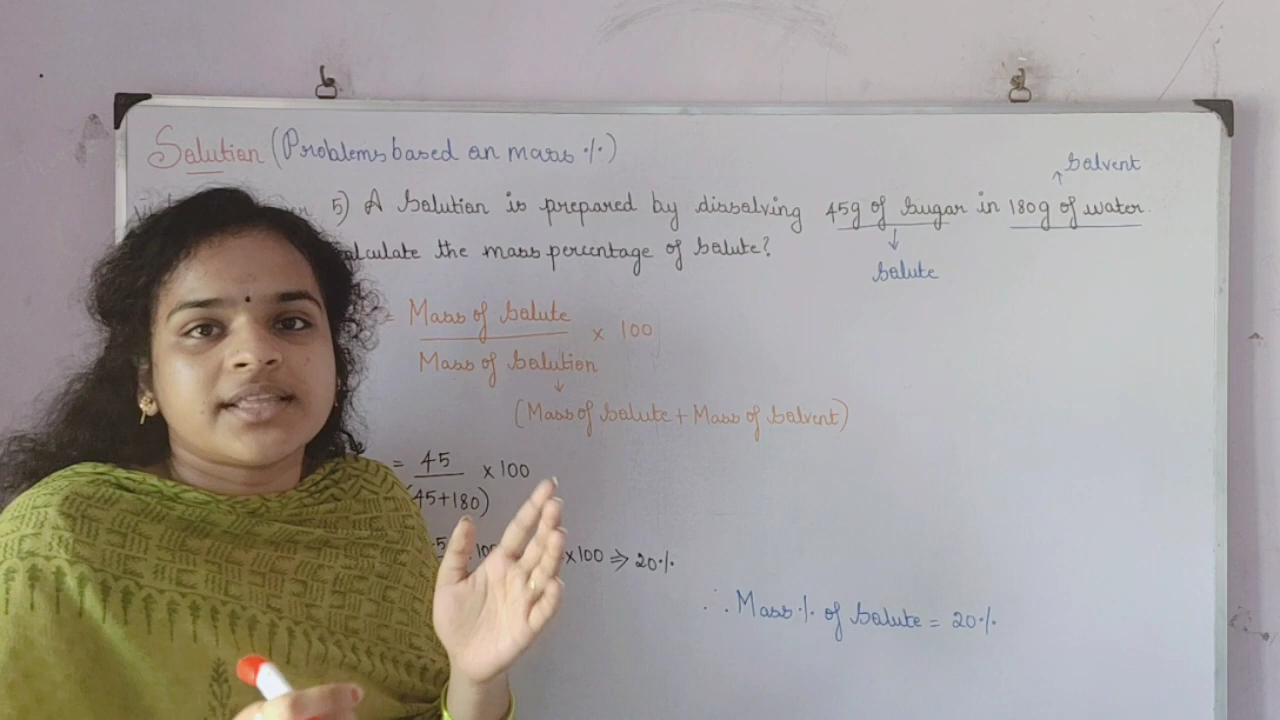 Solution (Problems based on mass %)
Solvent
5) A Solution is prepared by dissolving 45g of Sugar in 180g of water.
alculate the mass percentage of Solute?
Solute
= Mass of Solute
× 100
Mass of Solution
(Mass of Solute + Mass of Solvent)
= 45 × 100
(45+180)
×100 ⇒ 20%
∴ Mass % of Solute = 20%